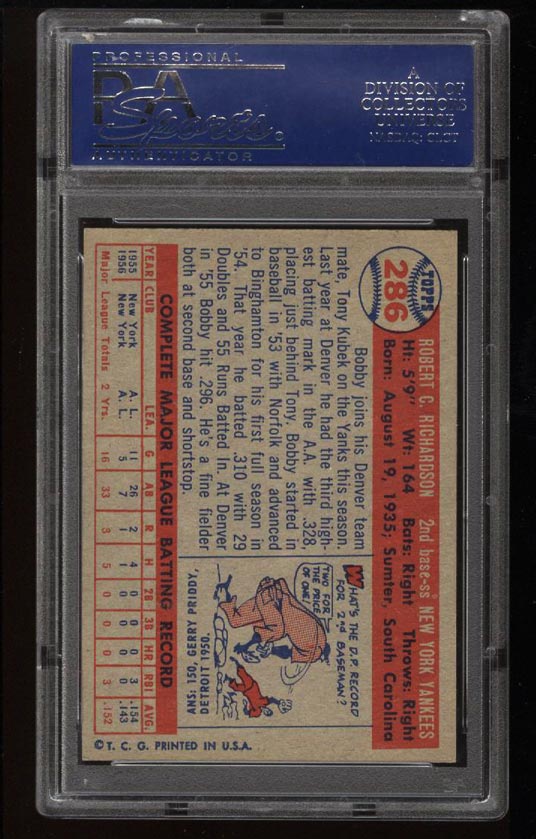 PROFESSIONAL
PSA
Sports
AUTHENTICATOR
A
DIVISION OF
COLLECTORS
UNIVERSE
NASDAQ: CLCT
TOPPS
286
ROBERT C. RICHARDSON 2nd base-ss NEW YORK YANKEES
Ht: 5'9" Wt: 164 Bats: Right Throws: Right
Born: August 19, 1935; Sumter, South Carolina
Bobby joins his Denver team
mate, Tony Kubek on the Yanks this season.
Last year at Denver he had the third high-
est batting mark in the A.A. with .328,
placing just behind Tony. Bobby started in
baseball in '53 with Norfolk and advanced
to Binghamton for his first full season in
'54. That year he batted .310 with 29
Doubles and 55 Runs Batted In. At Denver
in '55 Bobby hit .296. He's a fine fielder
both at second base and shortstop.
WHAT'S THE D.P. RECORD
FOR 2nd BASEMAN?
TWO FOR
THE PRICE
OF ONE!
ANS: 150, GERRY PRIDDY,
DETROIT 1950.
COMPLETE MAJOR LEAGUE BATTING RECORD
YEAR CLUB LEA. G AB R H 2B 3B HR RBI AVG.
1955 New York A. L. 11 26 2 4 0 0 0 3 .154
1956 New York A. L. 5 7 1 1 0 0 0 0 .143
Major League Totals 2 Yrs. 16 33 3 5 0 0 0 3 .152
© T. C. G. PRINTED IN U.S.A.